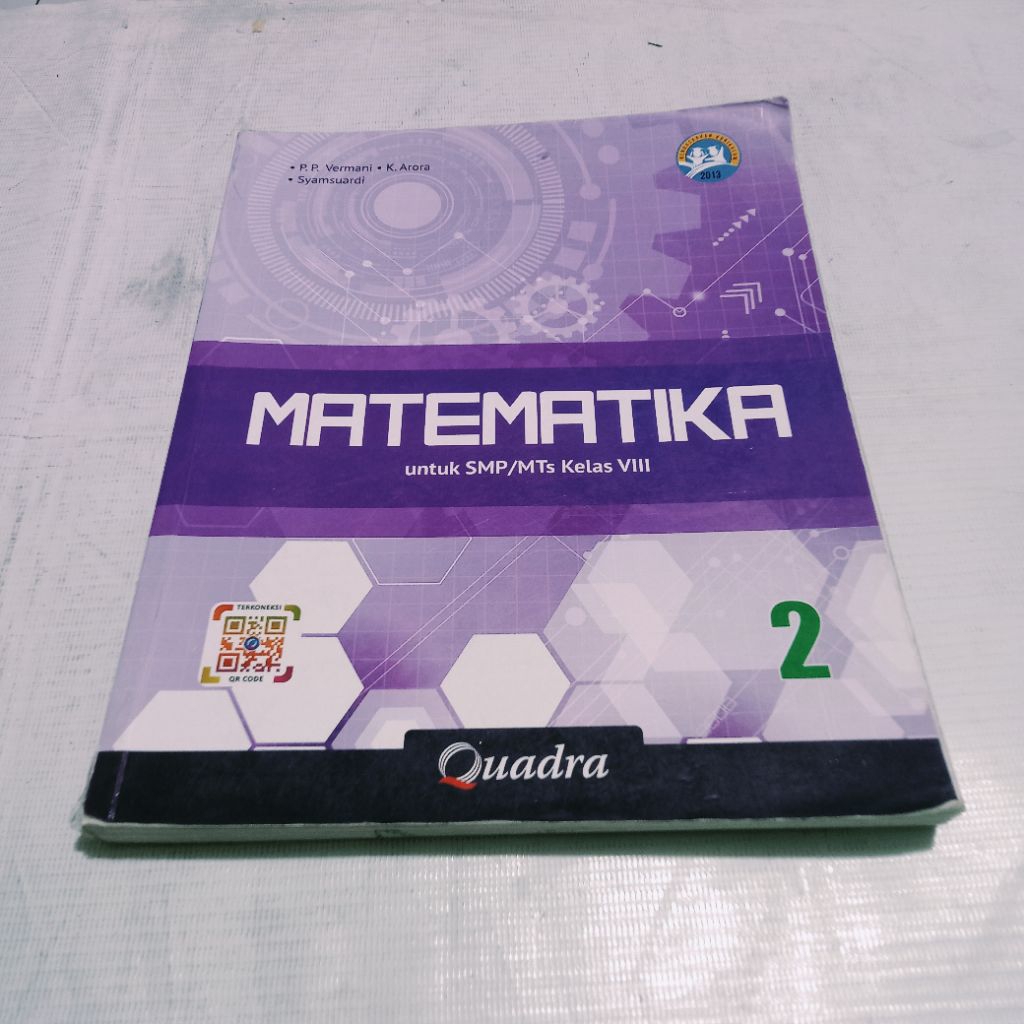 • P.P. Vermani • K. Arora
• Syamsuardi
2013
MATEMATIKA
untuk SMP/MTs Kelas VIII
TERKONEKSI
QR CODE
2
Quadra